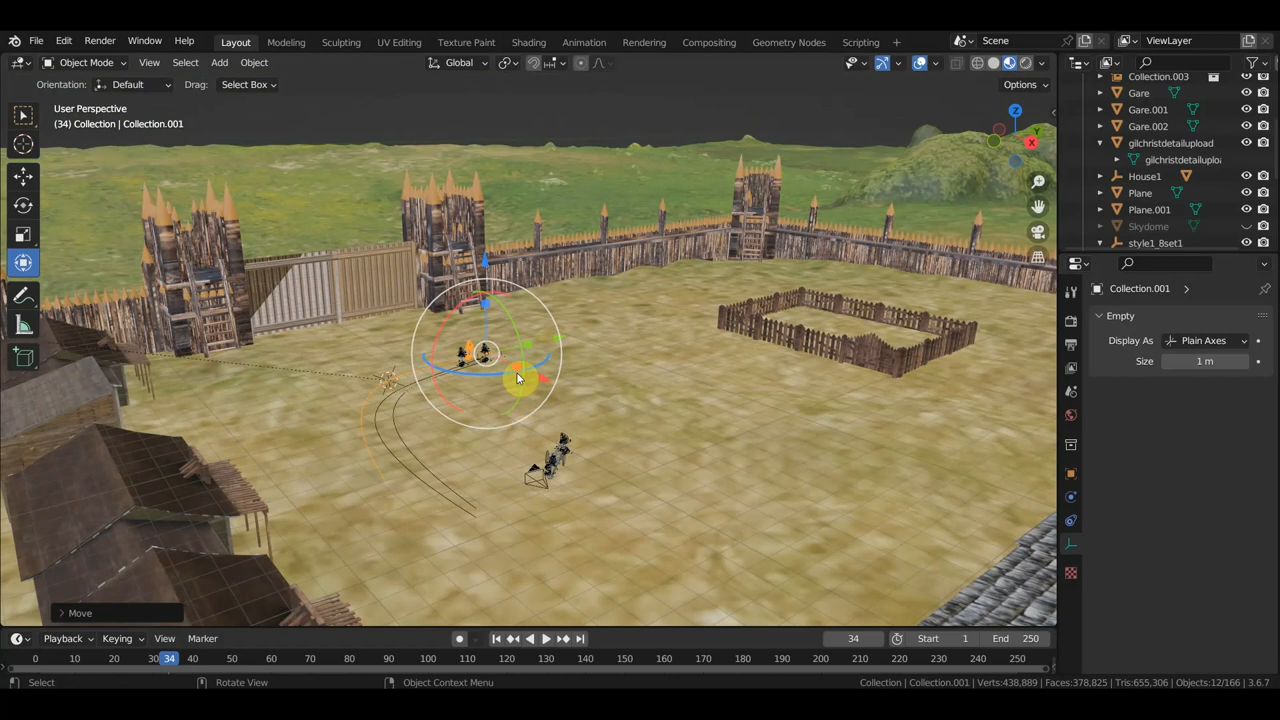 File Edit Render Window Help Layout Modeling Sculpting UV Editing Texture Paint Shading Animation Rendering Compositing Geometry Nodes Scripting + Scene ViewLayer
Object Mode View Select Add Object Global
Orientation: Default Drag: Select Box Options
User Perspective
(34) Collection | Collection.001
Z
Y
X
Collection.003
Gare
Gare.001
Gare.002
gilchristdetailupload
gilchristdetailuploa
House1
Plane
Plane.001
Skydome
style1_8set1
Collection.001
Empty
Display As Plain Axes
Size 1 m
Move
Playback Keying View Marker 34 Start 1 End 250
0 10 20 30 34 40 50 60 70 80 90 100 110 120 130 140 150 160 170 180 190 200 210 220 230 240 250
Select Rotate View Object Context Menu Collection | Collection.001 | Verts:438,889 | Faces:378,825 | Tris:655,306 | Objects:12/166 | 3.6.7